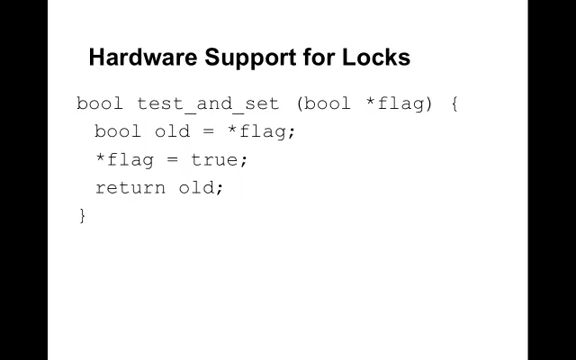 Hardware Support for Locks
bool test_and_set (bool *flag) {
bool old = *flag;
*flag = true;
return old;
}